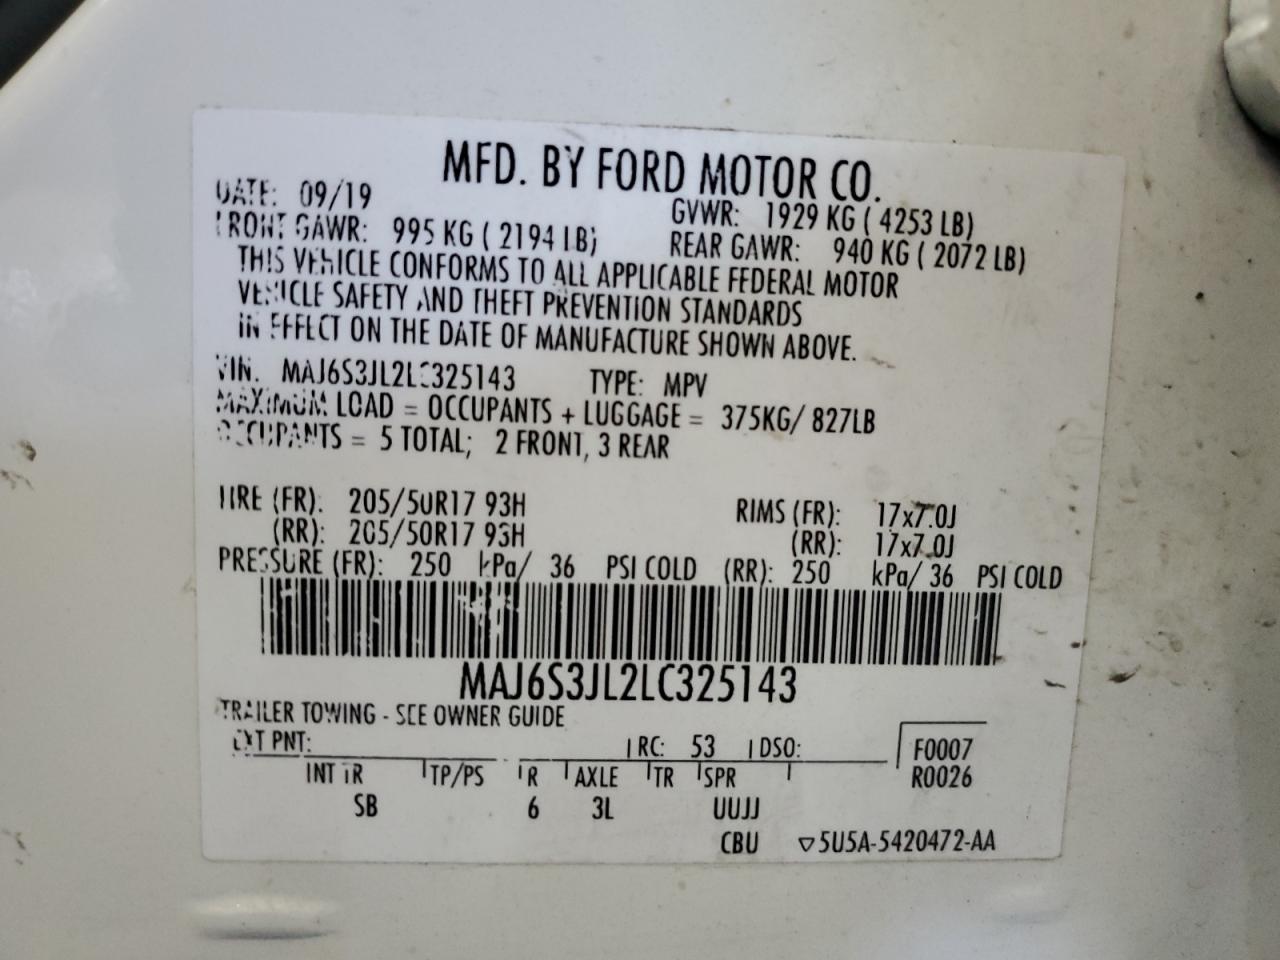 MFD. BY FORD MOTOR CO.
DATE: 09/19 GVWR: 1929 KG ( 4253 LB)
FRONT GAWR: 995 KG ( 2194 LB) REAR GAWR: 940 KG ( 2072 LB)
THIS VEHICLE CONFORMS TO ALL APPLICABLE FEDERAL MOTOR
VEHICLE SAFETY AND THEFT PREVENTION STANDARDS
IN EFFECT ON THE DATE OF MANUFACTURE SHOWN ABOVE.
VIN: MAJ6S3JL2LC325143 TYPE: MPV
MAXIMUM LOAD = OCCUPANTS + LUGGAGE = 375KG/ 827LB
OCCUPANTS = 5 TOTAL; 2 FRONT, 3 REAR
TIRE (FR): 205/50R17 93H RIMS (FR): 17x7.0J
(RR): 205/50R17 93H (RR): 17x7.0J
PRESSURE (FR): 250 kPa/ 36 PSI COLD (RR): 250 kPa/ 36 PSI COLD
MAJ6S3JL2LC325143
TRAILER TOWING - SEE OWNER GUIDE
EXT PNT: RC: 53 DSO: F0007
INT TR TP/PS R AXLE TR SPR R0026
SB 6 3L UUJJ
CBU ▽5U5A-5420472-AA